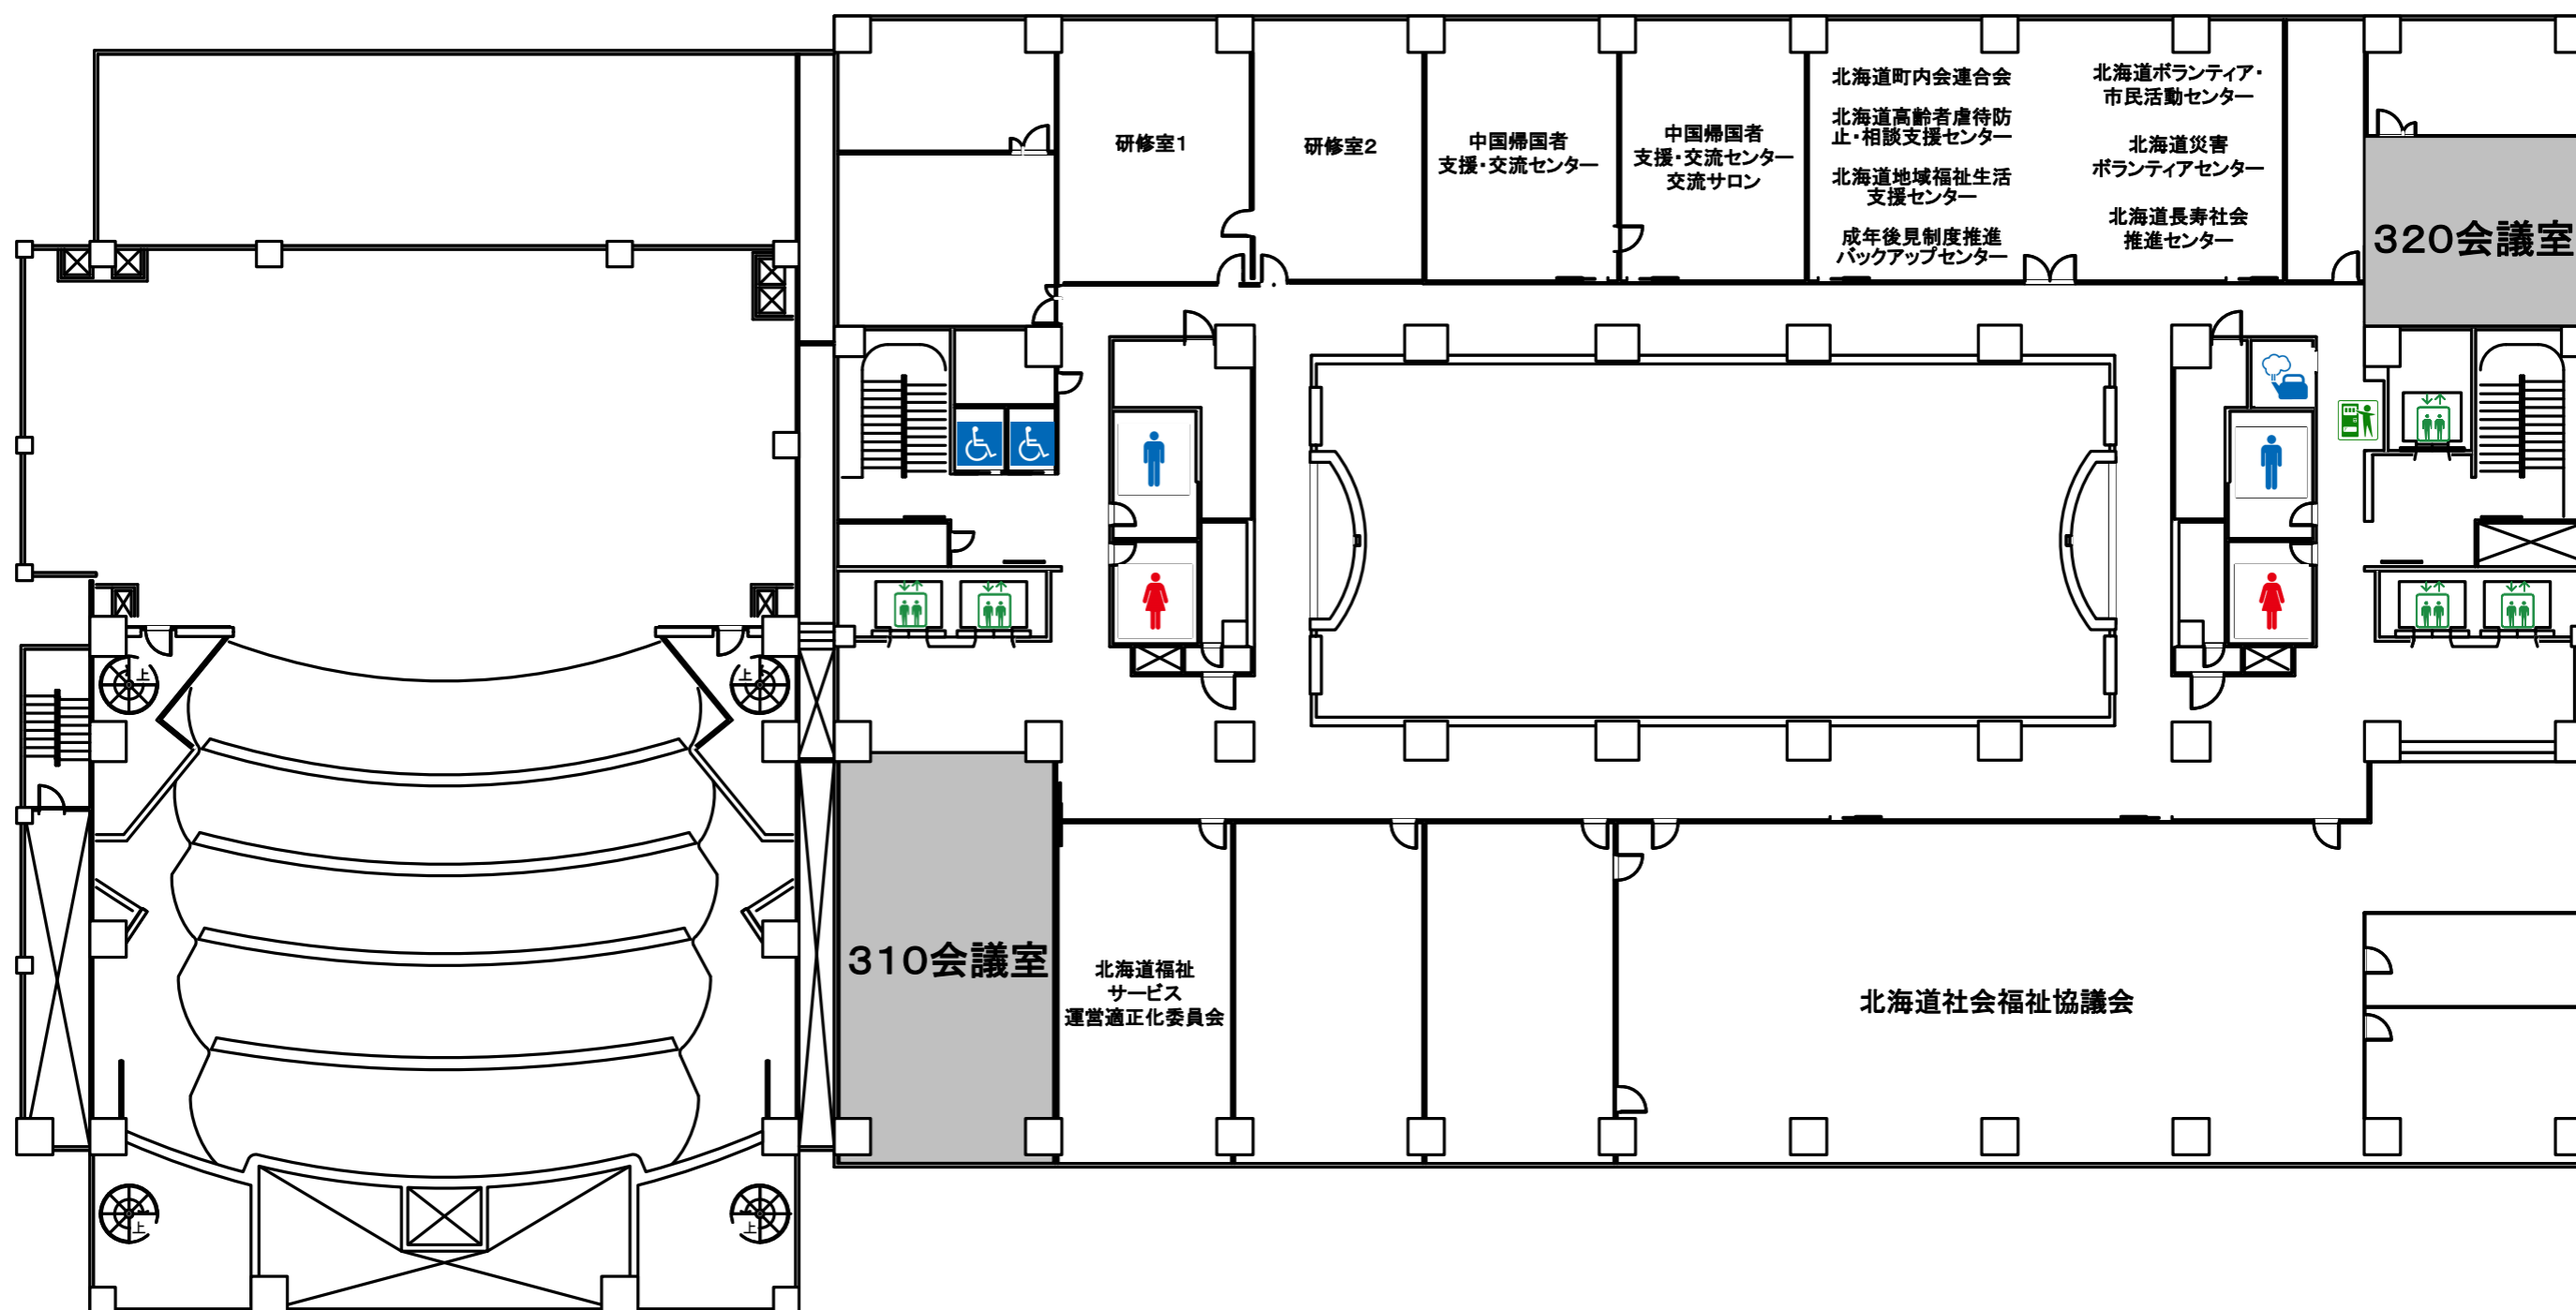 研修室1
研修室2
中国帰国者
支援・交流センター
中国帰国者
支援・交流センター
交流サロン
北海道町内会連合会
北海道高齢者虐待防
止・相談支援センター
北海道地域福祉生活
支援センター
成年後見制度推進
バックアップセンター
北海道ボランティア・
市民活動センター
北海道災害
ボランティアセンター
北海道長寿社会
推進センター
320会議室
上
上
310会議室
北海道福祉
サービス
運営適正化委員会
北海道社会福祉協議会
上
上